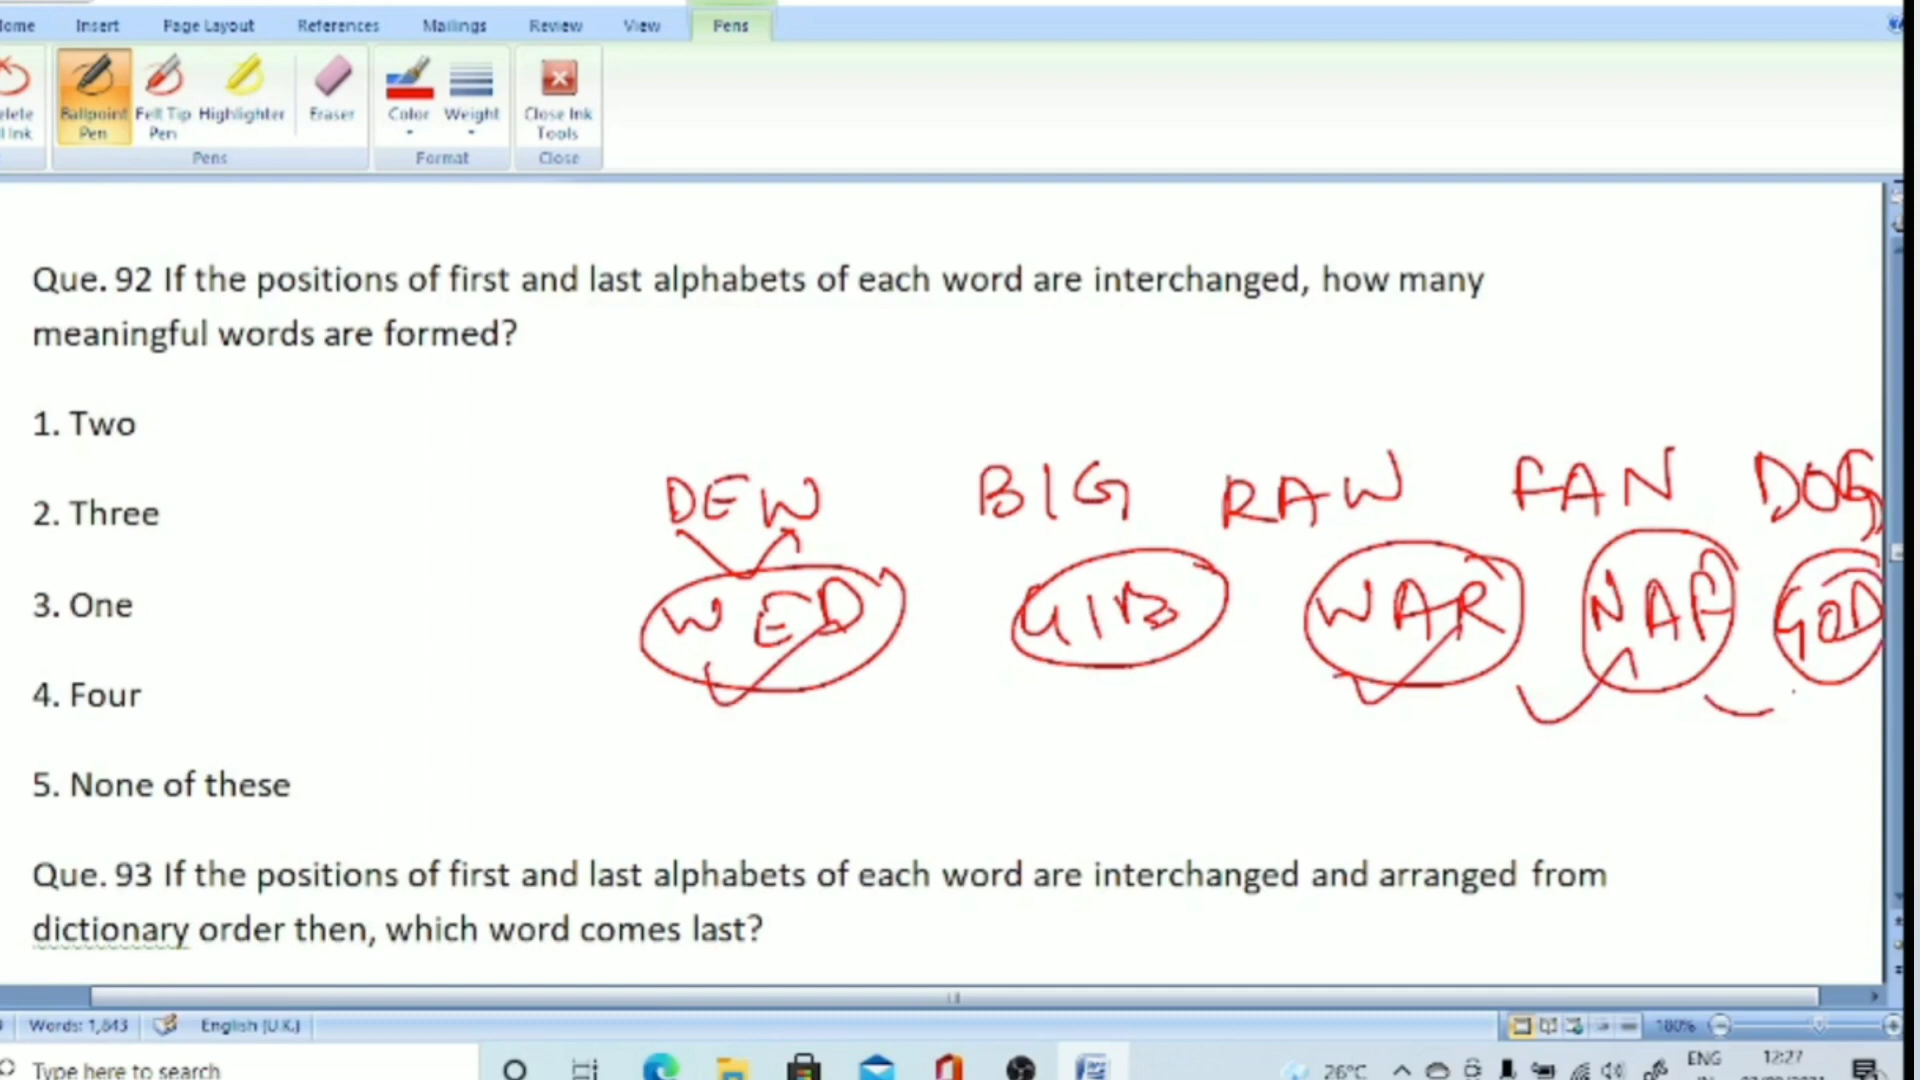 ome Insert Page Layout References Mailings Review View Pens
elete Ballpoint Felt Tip Highlighter Eraser Color Weight Close Ink
l Ink Pen Pen Tools
Pens Format Close
Que. 92 If the positions of first and last alphabets of each word are interchanged, how many
meaningful words are formed?
1. Two
DEW BIG RAW FAN DOG
2. Three
3. One
WED GIB WAR NAF GOD
4. Four
5. None of these
Que. 93 If the positions of first and last alphabets of each word are interchanged and arranged from
dictionary order then, which word comes last?
Words: 1,643 English (U.K.) 180%
Type here to search 26°C ENG 12:27